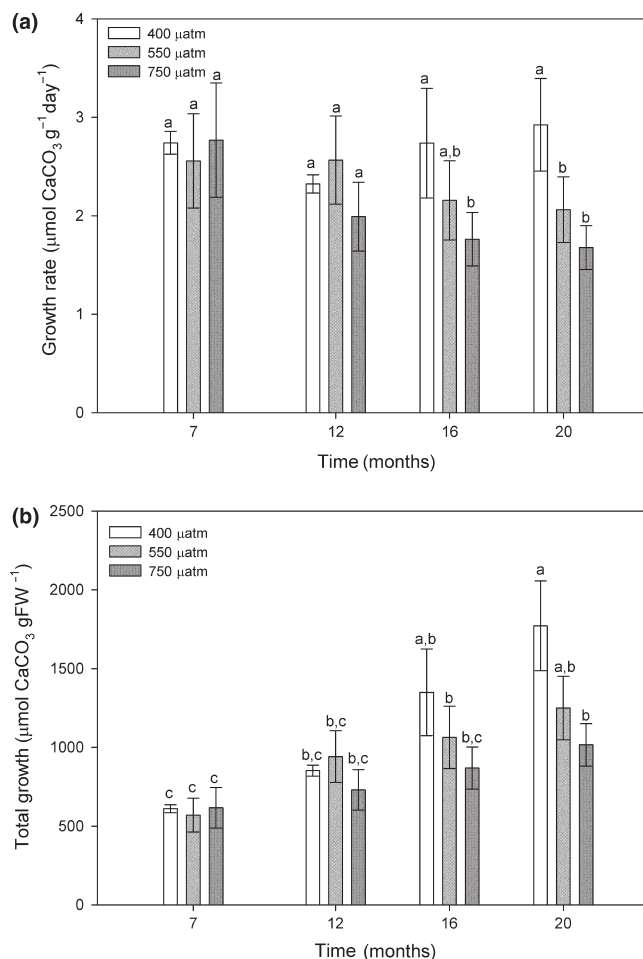 (a)
4
3
2
1
0
Growth rate (µmol CaCO₃ g⁻¹ day⁻¹)
400 µatm
550 µatm
750 µatm
a a a
a a a
a a,b b
a b b
7 12 16 20
Time (months)
(b)
2500
2000
1500
1000
500
0
Total growth (µmol CaCO₃ gFW⁻¹)
400 µatm
550 µatm
750 µatm
c c c
b,c b,c b,c
a,b b b,c
a a,b b
7 12 16 20
Time (months)